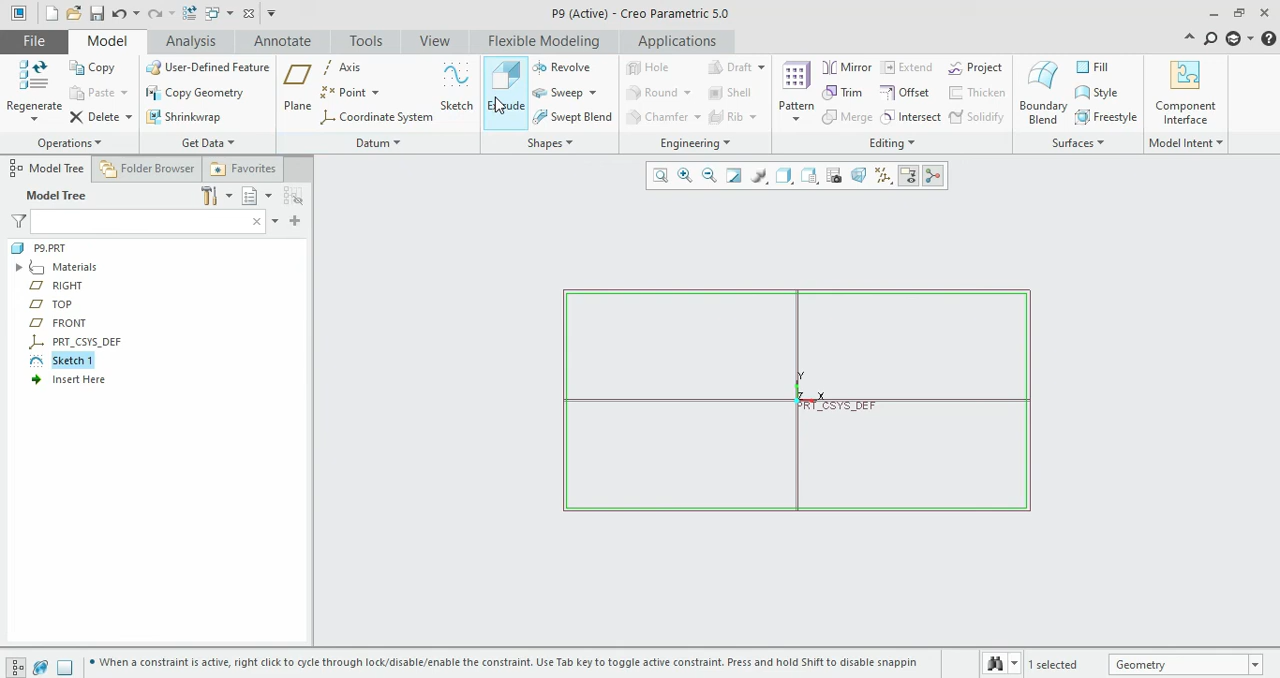 P9 (Active) - Creo Parametric 5.0
File Model Analysis Annotate Tools View Flexible Modeling Applications
Regenerate
Copy
Paste
Delete
Operations
User-Defined Feature
Copy Geometry
Shrinkwrap
Get Data
Plane
Axis
Point
Coordinate System
Sketch
Datum
Extrude
Revolve
Sweep
Swept Blend
Shapes
Hole
Round
Chamfer
Draft
Shell
Rib
Engineering
Pattern
Mirror
Trim
Merge
Extend
Offset
Intersect
Project
Thicken
Solidify
Editing
Boundary
Blend
Fill
Style
Freestyle
Surfaces
Component
Interface
Model Intent
Model Tree Folder Browser Favorites
Model Tree
P9.PRT
Materials
RIGHT
TOP
FRONT
PRT_CSYS_DEF
Sketch 1
Insert Here
Y
Z X
PRT_CSYS_DEF
• When a constraint is active, right click to cycle through lock/disable/enable the constraint. Use Tab key to toggle active constraint. Press and hold Shift to disable snappin
1 selected
Geometry